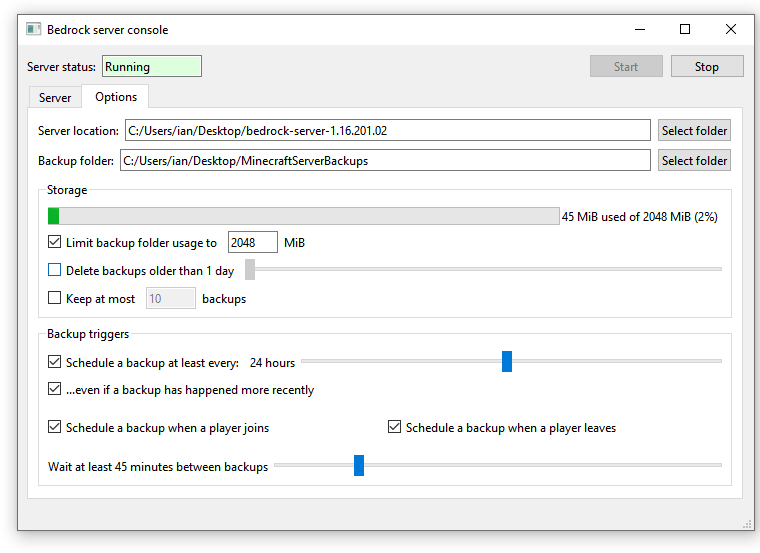 Bedrock server console
Server status: Running Start Stop
Server Options
Server location: C:/Users/ian/Desktop/bedrock-server-1.16.201.02 Select folder
Backup folder: C:/Users/ian/Desktop/MinecraftServerBackups Select folder
Storage
45 MiB used of 2048 MiB (2%)
Limit backup folder usage to 2048 MiB
Delete backups older than 1 day
Keep at most 10 backups
Backup triggers
Schedule a backup at least every: 24 hours
...even if a backup has happened more recently
Schedule a backup when a player joins Schedule a backup when a player leaves
Wait at least 45 minutes between backups